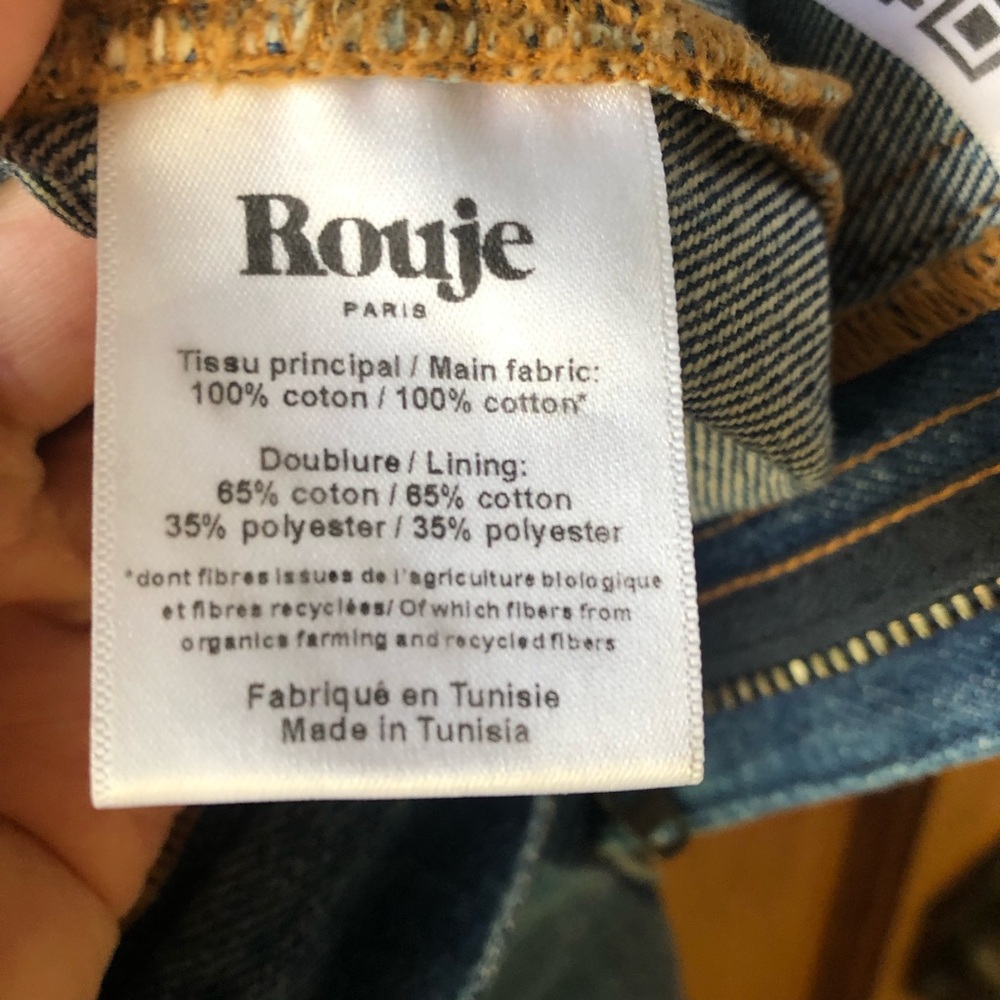 Rouje
PARIS
Tissu principal / Main fabric:
100% coton / 100% cotton*
Doublure / Lining:
65% coton / 65% cotton
35% polyester / 35% polyester
*dont fibres issues de l'agriculture biologique
et fibres recyclées/ Of which fibers from
organics farming and recycled fibers
Fabriqué en Tunisie
Made in Tunisia